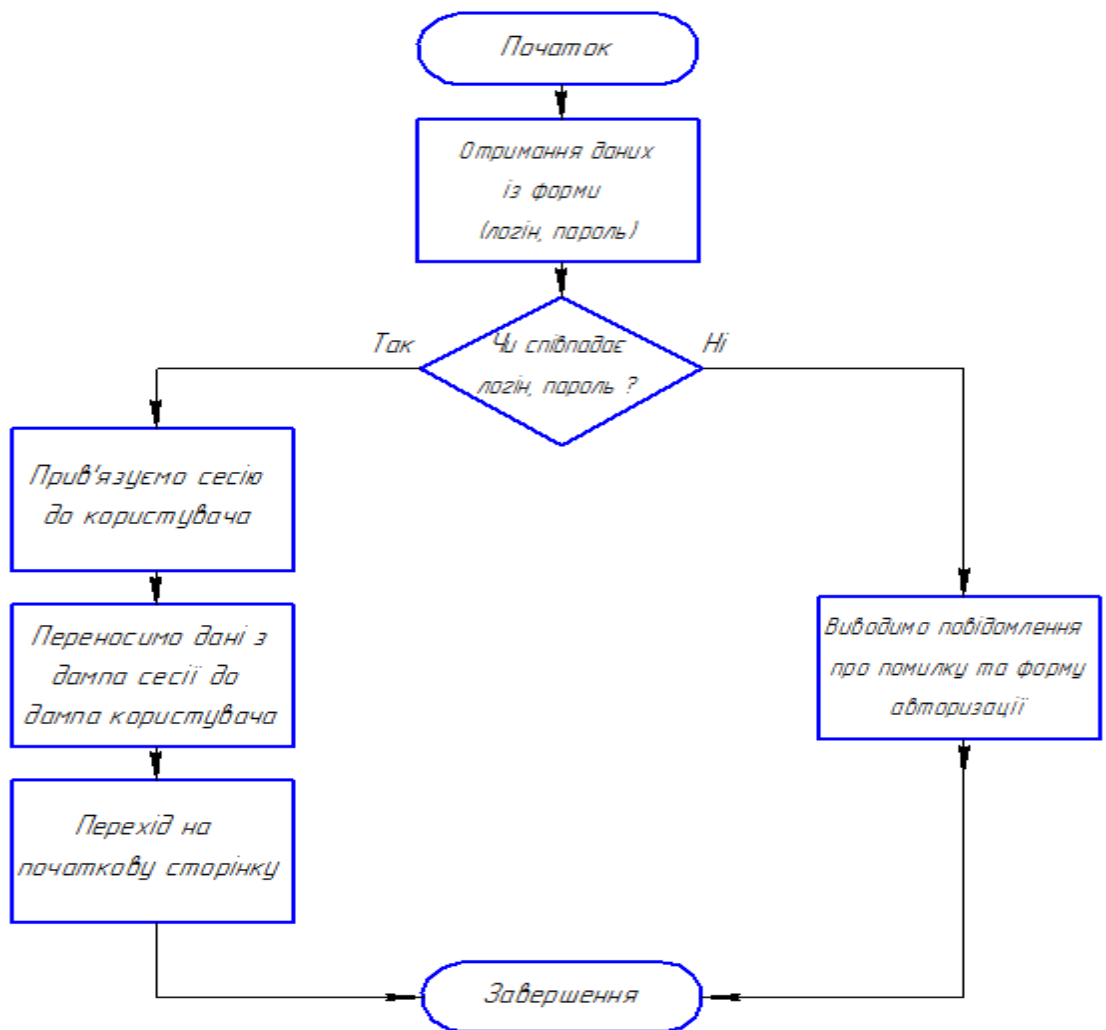 Початок
Отримання даних
із форми
(логін, пароль)
Так
Чи співпадає
логін, пароль ?
Ні
Прив'язуємо сесію
до користувача
Переносимо дані з
дампа сесії до
дампа користувача
Виводимо повідомлення
про помилку та форму
авторизації
Перехід на
початкову сторінку
Завершення